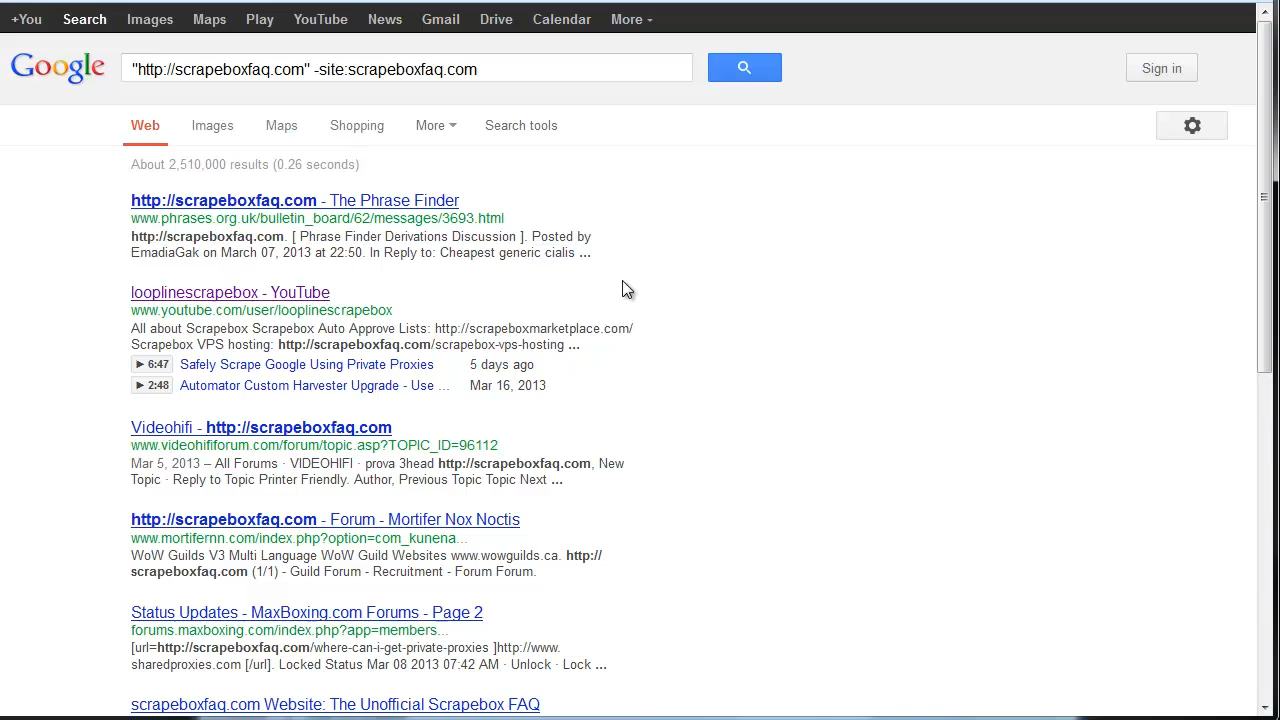 +You Search Images Maps Play YouTube News Gmail Drive Calendar More
Google "http://scrapeboxfaq.com" -site:scrapeboxfaq.com Sign in
Web Images Maps Shopping More Search tools
About 2,510,000 results (0.26 seconds)
http://scrapeboxfaq.com - The Phrase Finder
www.phrases.org.uk/bulletin_board/62/messages/3693.html
http://scrapeboxfaq.com. [ Phrase Finder Derivations Discussion ]. Posted by
EmadiaGak on March 07, 2013 at 22:50. In Reply to: Cheapest generic cialis ...
looplinescrapebox - YouTube
www.youtube.com/user/looplinescrapebox
All about Scrapebox Scrapebox Auto Approve Lists: http://scrapeboxmarketplace.com/
Scrapebox VPS hosting: http://scrapeboxfaq.com/scrapebox-vps-hosting ...
6:47 Safely Scrape Google Using Private Proxies 5 days ago
2:48 Automator Custom Harvester Upgrade - Use ... Mar 16, 2013
Videohifi - http://scrapeboxfaq.com
www.videohififorum.com/forum/topic.asp?TOPIC_ID=96112
Mar 5, 2013 – All Forums · VIDEOHIFI · prova 3head http://scrapeboxfaq.com, New
Topic · Reply to Topic Printer Friendly. Author, Previous Topic Topic Next ...
http://scrapeboxfaq.com - Forum - Mortifer Nox Noctis
www.mortifernn.com/index.php?option=com_kunena...
WoW Guilds V3 Multi Language WoW Guild Websites www.wowguilds.ca. http://
scrapeboxfaq.com (1/1) - Guild Forum - Recruitment - Forum Forum.
Status Updates - MaxBoxing.com Forums - Page 2
forums.maxboxing.com/index.php?app=members...
[url=http://scrapeboxfaq.com/where-can-i-get-private-proxies ]http://www.
sharedproxies.com [/url]. Locked Status Mar 08 2013 07:42 AM · Unlock · Lock ...
scrapeboxfaq.com Website: The Unofficial Scrapebox FAQ